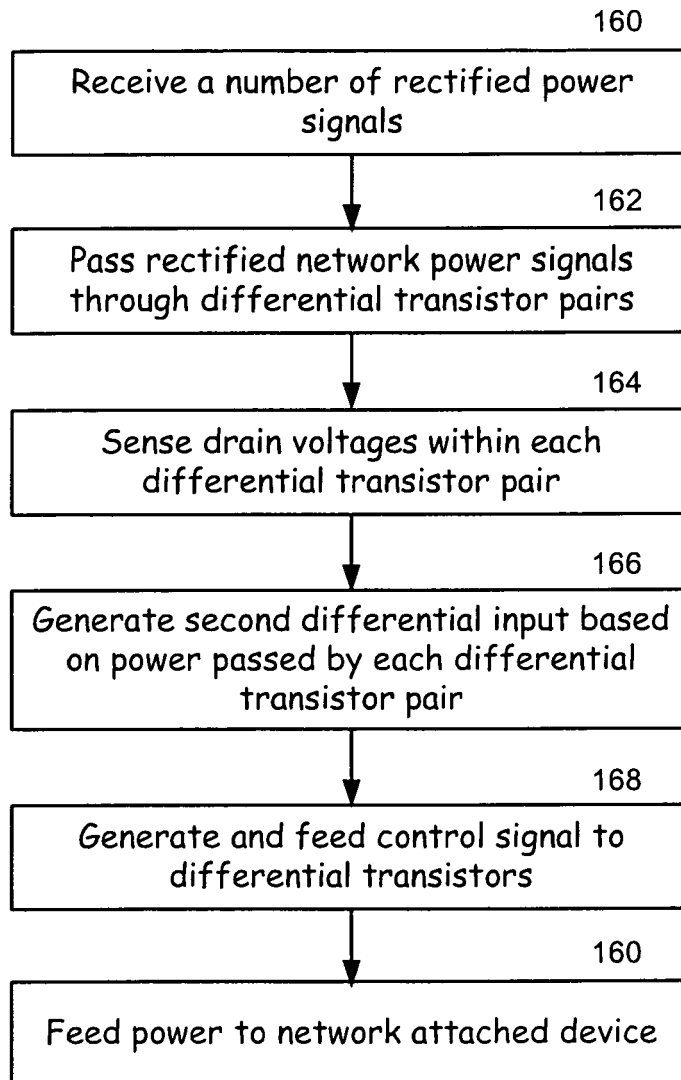 160
Receive a number of rectified power
signals
162
Pass rectified network power signals
through differential transistor pairs
164
Sense drain voltages within each
differential transistor pair
166
Generate second differential input based
on power passed by each differential
transistor pair
168
Generate and feed control signal to
differential transistors
160
Feed power to network attached device